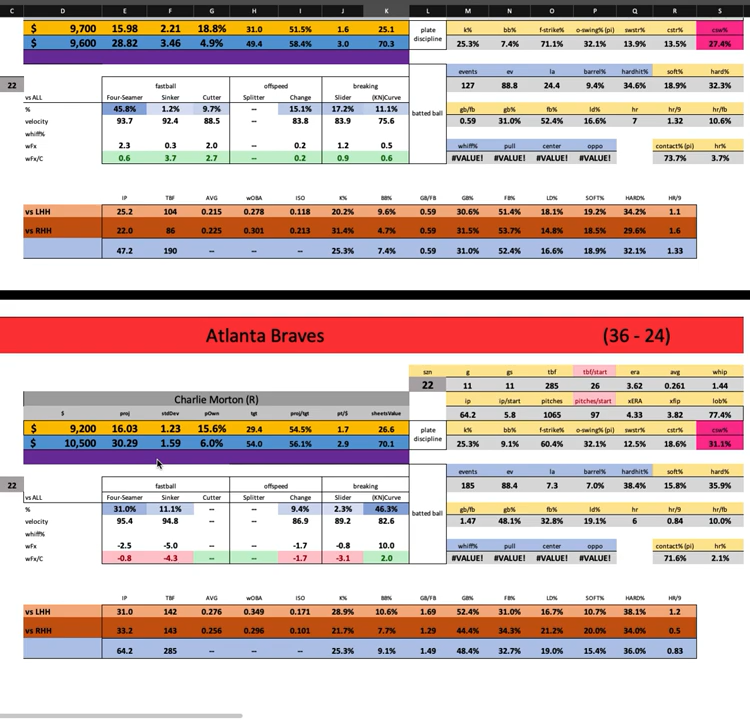 C D E F G H I J K L M N O P Q R S
$ 9,700 15.98 2.21 18.8% 31.0 51.5% 1.6 25.1 plate discipline k% bb% f-strike% o-swing% (pi) swstr% cstr% csw%
$ 9,600 28.82 3.46 4.9% 49.4 58.4% 3.0 70.3 25.3% 7.4% 71.1% 32.1% 13.9% 13.5% 27.4%
events ev la barrel% hardhit% soft% hard%
22 fastball offspeed breaking 127 88.8 24.4 9.4% 34.6% 18.9% 32.3%
vs ALL Four-Seamer Sinker Cutter Splitter Change Slider (KN)Curve
% 45.8% 1.2% 9.7% -- 15.1% 17.2% 11.1% batted ball gb/fb gb% fb% ld% hr hr/9 hr/fb
velocity 93.7 92.4 88.5 -- 83.8 83.9 75.6 0.59 31.0% 52.4% 16.6% 7 1.32 10.6%
whiff%
wFx 2.3 0.3 2.0 0.2 1.2 0.5 whiff% pull center oppo contact% (pi) hr%
wFx/C 0.6 3.7 2.7 -- 0.2 0.9 0.6 #VALUE! #VALUE! #VALUE! #VALUE! 73.7% 3.7%
IP TBF AVG wOBA ISO K% BB% GB/FB GB% FB% LD% SOFT% HARD% HR/9
vs LHH 25.2 104 0.215 0.278 0.118 20.2% 9.6% 0.59 30.6% 51.4% 18.1% 19.2% 34.2% 1.1
vs RHH 22.0 86 0.225 0.301 0.213 31.4% 4.7% 0.59 31.5% 53.7% 14.8% 18.5% 29.6% 1.6
47.2 190 -- -- -- 25.3% 7.4% 0.59 31.0% 52.4% 16.6% 18.9% 32.1% 1.33
Atlanta Braves (36 - 24)
szn g gs tbf tbf/start era avg whip
22 11 11 285 26 3.62 0.261 1.44
Charlie Morton (R) ip ip/start pitches pitches/start xERA xfip lob%
$ proj stdDev pOwn tgt proj/tgt pt/$ sheetsValue 64.2 5.8 1065 97 4.33 3.82 77.4%
$ 9,200 16.03 1.23 15.6% 29.4 54.5% 1.7 26.6 plate discipline k% bb% f-strike% o-swing% (pi) swstr% cstr% csw%
$ 10,500 30.29 1.59 6.0% 54.0 56.1% 2.9 70.1 25.3% 9.1% 60.4% 32.1% 12.5% 18.6% 31.1%
events ev la barrel% hardhit% soft% hard%
22 fastball offspeed breaking 185 88.4 7.3 7.0% 38.4% 15.8% 35.9%
vs ALL Four-Seamer Sinker Cutter Splitter Change Slider (KN)Curve
% 31.0% 11.1% -- -- 9.4% 2.3% 46.3% batted ball gb/fb gb% fb% ld% hr hr/9 hr/fb
velocity 95.4 94.8 -- -- 86.9 89.2 82.6 1.47 48.1% 32.8% 19.1% 6 0.84 10.0%
whiff%
wFx -2.5 -5.0 -1.7 -0.8 10.0 whiff% pull center oppo contact% (pi) hr%
wFx/C -0.8 -4.3 -- -- -1.7 -3.1 2.0 #VALUE! #VALUE! #VALUE! #VALUE! 71.6% 2.1%
IP TBF AVG wOBA ISO K% BB% GB/FB GB% FB% LD% SOFT% HARD% HR/9
vs LHH 31.0 142 0.276 0.349 0.171 28.9% 10.6% 1.69 52.4% 31.0% 16.7% 10.7% 38.1% 1.2
vs RHH 33.2 143 0.256 0.296 0.101 21.7% 7.7% 1.29 44.4% 34.3% 21.2% 20.0% 34.0% 0.5
64.2 285 -- -- -- 25.3% 9.1% 1.49 48.4% 32.7% 19.0% 15.4% 36.0% 0.83